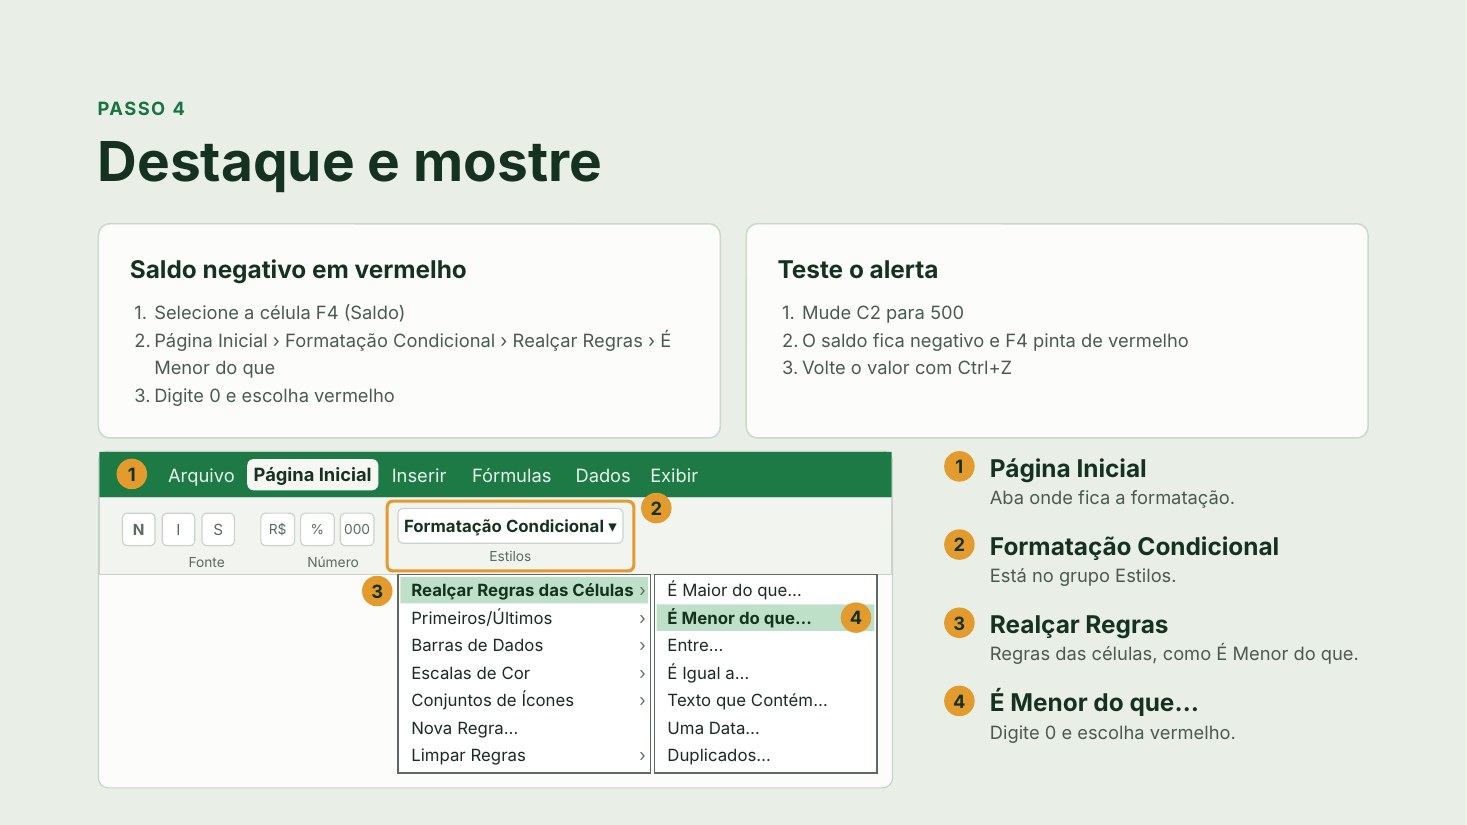 PASSO 4
Destaque e mostre
Saldo negativo em vermelho
1. Selecione a célula F4 (Saldo)
2. Página Inicial › Formatação Condicional › Realçar Regras › É
Menor do que
3. Digite 0 e escolha vermelho
Teste o alerta
1. Mude C2 para 500
2. O saldo fica negativo e F4 pinta de vermelho
3. Volte o valor com Ctrl+Z
1 Arquivo Página Inicial Inserir Fórmulas Dados Exibir
2
N I S R$ % 000 Formatação Condicional ▾
Fonte Número Estilos
3 Realçar Regras das Células ›
Primeiros/Últimos ›
Barras de Dados ›
Escalas de Cor ›
Conjuntos de Ícones ›
Nova Regra...
Limpar Regras ›
É Maior do que...
É Menor do que... 4
Entre...
É Igual a...
Texto que Contém...
Uma Data...
Duplicados...
1 Página Inicial
Aba onde fica a formatação.
2 Formatação Condicional
Está no grupo Estilos.
3 Realçar Regras
Regras das células, como É Menor do que.
4 É Menor do que...
Digite 0 e escolha vermelho.